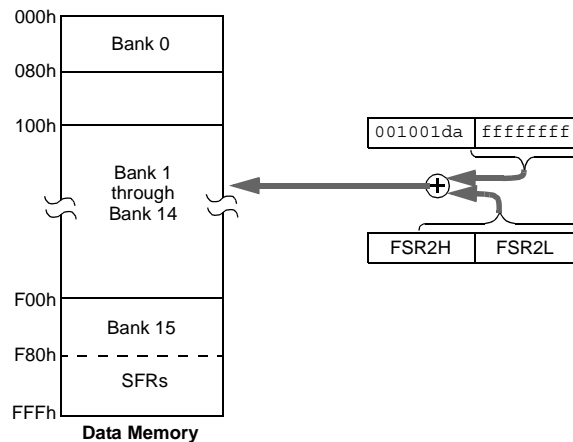 000h
Bank 0
080h
100h
001001da ffffffff
Bank 1
through
Bank 14
FSR2H FSR2L
F00h
Bank 15
F80h
SFRs
FFFh
Data Memory